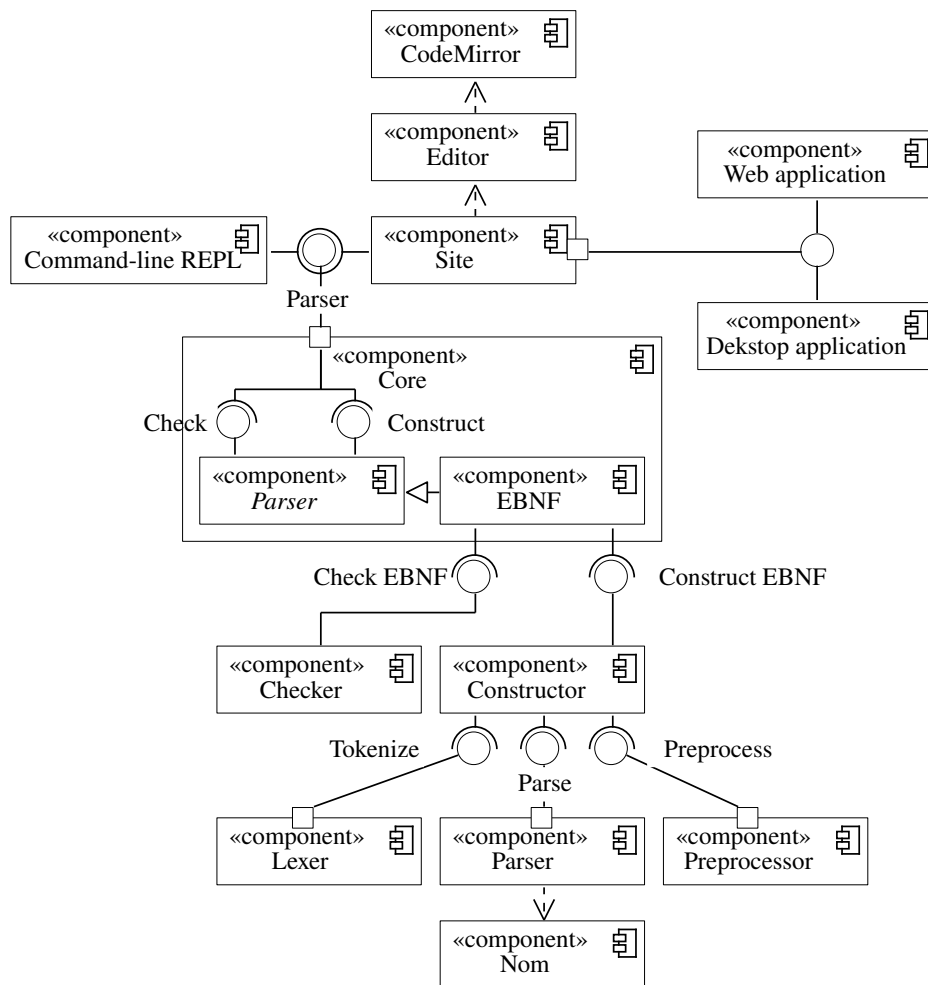 «component»
CodeMirror
«component»
Editor
«component»
Web application
«component»
Command-line REPL
«component»
Site
Parser
«component»
Dekstop application
«component»
Core
Check
Construct
«component»
Parser
«component»
EBNF
Check EBNF
Construct EBNF
«component»
Checker
«component»
Constructor
Tokenize
Parse
Preprocess
«component»
Lexer
«component»
Parser
«component»
Preprocessor
«component»
Nom